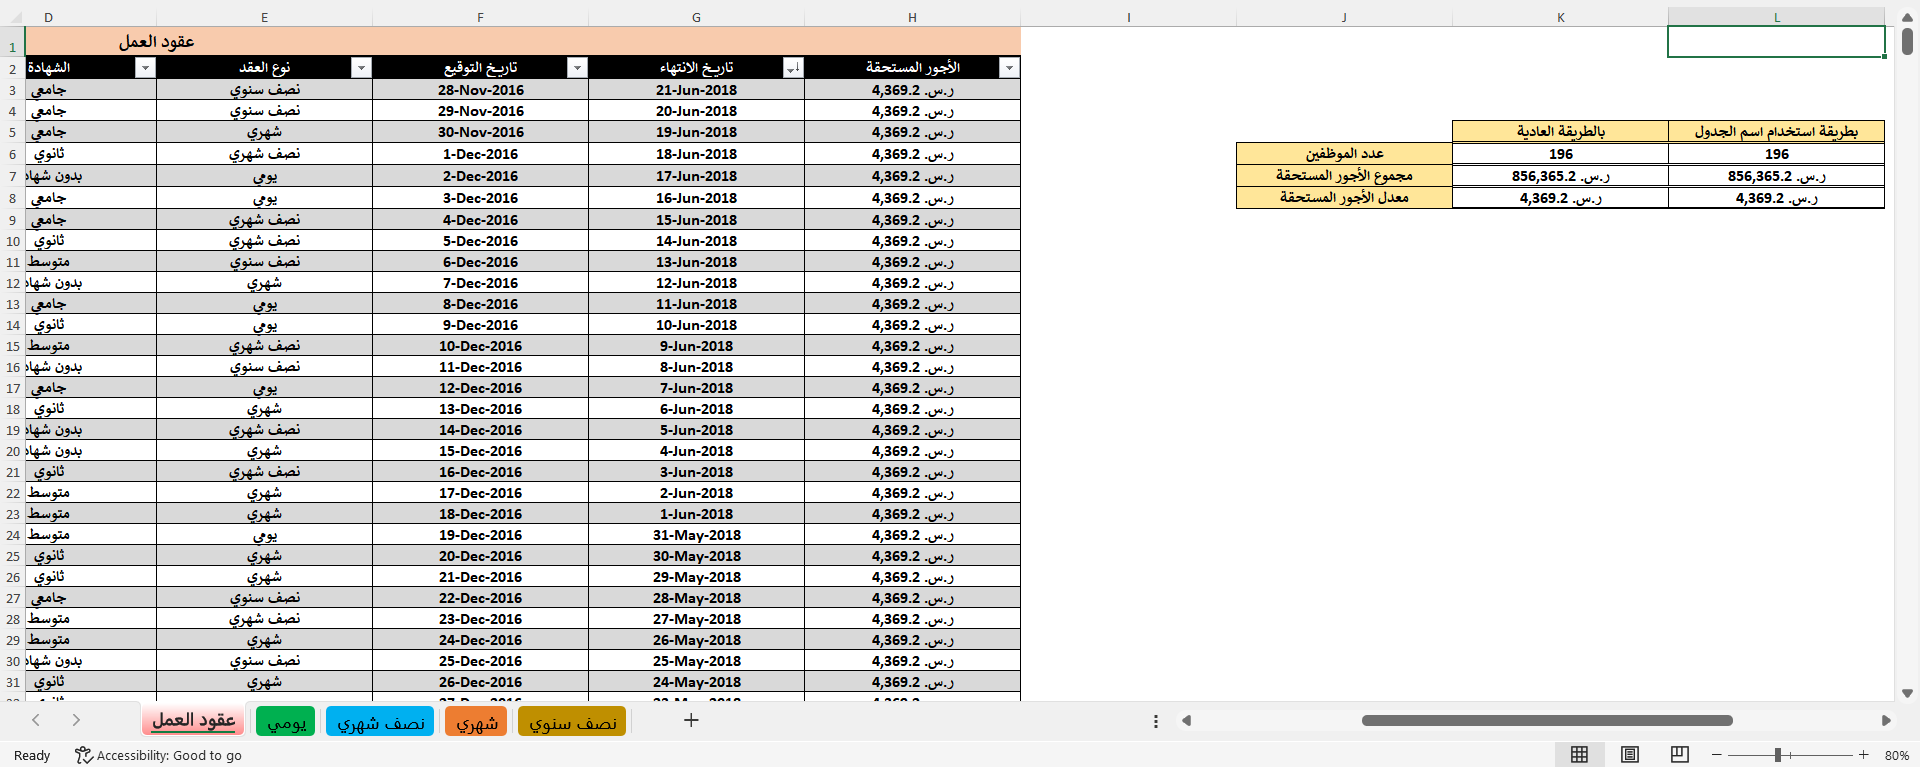 D E F G H I J K L
1 عقود العمل
2 الشهادة نوع العقد تاريخ التوقيع تاريخ الانتهاء الأجور المستحقة
3 جامعي نصف سنوي 28-Nov-2016 21-Jun-2018 ر.س. 4,369.2
4 جامعي نصف سنوي 29-Nov-2016 20-Jun-2018 ر.س. 4,369.2
5 جامعي شهري 30-Nov-2016 19-Jun-2018 ر.س. 4,369.2 بالطريقة العادية بطريقة استخدام اسم الجدول
6 ثانوي نصف شهري 1-Dec-2016 18-Jun-2018 ر.س. 4,369.2 عدد الموظفين 196 196
7 بدون شهاد يومي 2-Dec-2016 17-Jun-2018 ر.س. 4,369.2 مجموع الأجور المستحقة ر.س. 856,365.2 ر.س. 856,365.2
8 جامعي يومي 3-Dec-2016 16-Jun-2018 ر.س. 4,369.2 معدل الأجور المستحقة ر.س. 4,369.2 ر.س. 4,369.2
9 جامعي نصف شهري 4-Dec-2016 15-Jun-2018 ر.س. 4,369.2
10 ثانوي نصف شهري 5-Dec-2016 14-Jun-2018 ر.س. 4,369.2
11 متوسط نصف سنوي 6-Dec-2016 13-Jun-2018 ر.س. 4,369.2
12 بدون شهاد شهري 7-Dec-2016 12-Jun-2018 ر.س. 4,369.2
13 جامعي يومي 8-Dec-2016 11-Jun-2018 ر.س. 4,369.2
14 ثانوي يومي 9-Dec-2016 10-Jun-2018 ر.س. 4,369.2
15 متوسط نصف شهري 10-Dec-2016 9-Jun-2018 ر.س. 4,369.2
16 بدون شهاد نصف سنوي 11-Dec-2016 8-Jun-2018 ر.س. 4,369.2
17 جامعي يومي 12-Dec-2016 7-Jun-2018 ر.س. 4,369.2
18 ثانوي شهري 13-Dec-2016 6-Jun-2018 ر.س. 4,369.2
19 بدون شهاد نصف شهري 14-Dec-2016 5-Jun-2018 ر.س. 4,369.2
20 بدون شهاد شهري 15-Dec-2016 4-Jun-2018 ر.س. 4,369.2
21 ثانوي نصف شهري 16-Dec-2016 3-Jun-2018 ر.س. 4,369.2
22 متوسط شهري 17-Dec-2016 2-Jun-2018 ر.س. 4,369.2
23 متوسط شهري 18-Dec-2016 1-Jun-2018 ر.س. 4,369.2
24 متوسط يومي 19-Dec-2016 31-May-2018 ر.س. 4,369.2
25 ثانوي شهري 20-Dec-2016 30-May-2018 ر.س. 4,369.2
26 ثانوي شهري 21-Dec-2016 29-May-2018 ر.س. 4,369.2
27 جامعي نصف سنوي 22-Dec-2016 28-May-2018 ر.س. 4,369.2
28 متوسط نصف شهري 23-Dec-2016 27-May-2018 ر.س. 4,369.2
29 متوسط شهري 24-Dec-2016 26-May-2018 ر.س. 4,369.2
30 بدون شهاد نصف سنوي 25-Dec-2016 25-May-2018 ر.س. 4,369.2
31 ثانوي شهري 26-Dec-2016 24-May-2018 ر.س. 4,369.2
عقود العمل يومي نصف شهري شهري نصف سنوي
Ready Accessibility: Good to go 80%